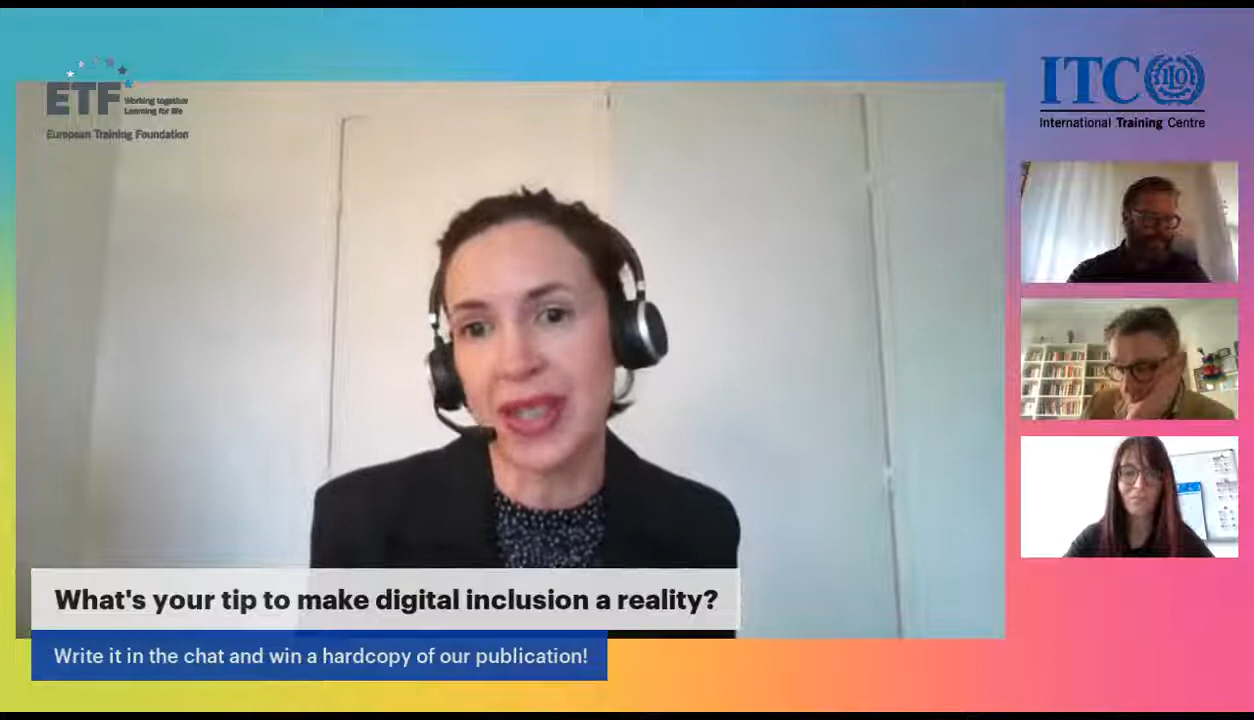 ETF Working together
Learning for life
European Training Foundation
ITC ILO
International Training Centre
What's your tip to make digital inclusion a reality?
Write it in the chat and win a hardcopy of our publication!